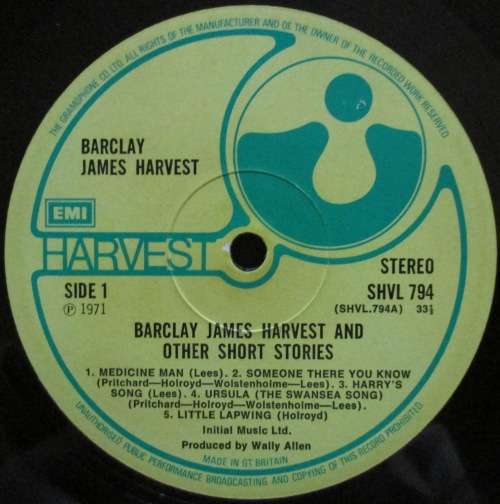 THE GRAMOPHONE CO LTD. ALL RIGHTS OF THE MANUFACTURER AND OF THE OWNER OF THE RECORDED WORK RESERVED
BARCLAY
JAMES HARVEST
EMI
HARVEST
SIDE 1
Ⓟ 1971
STEREO
SHVL 794
(SHVL.794A) 33⅓
BARCLAY JAMES HARVEST AND
OTHER SHORT STORIES
1. MEDICINE MAN (Lees). 2. SOMEONE THERE YOU KNOW
(Pritchard—Holroyd—Wolstenholme—Lees). 3. HARRY'S
SONG (Lees). 4. URSULA (THE SWANSEA SONG)
(Pritchard—Holroyd—Wolstenholme—Lees).
5. LITTLE LAPWING (Holroyd)
Initial Music Ltd.
Produced by Wally Allen
MADE IN GT. BRITAIN
UNAUTHORISED PUBLIC PERFORMANCE BROADCASTING AND COPYING OF THIS RECORD PROHIBITED.